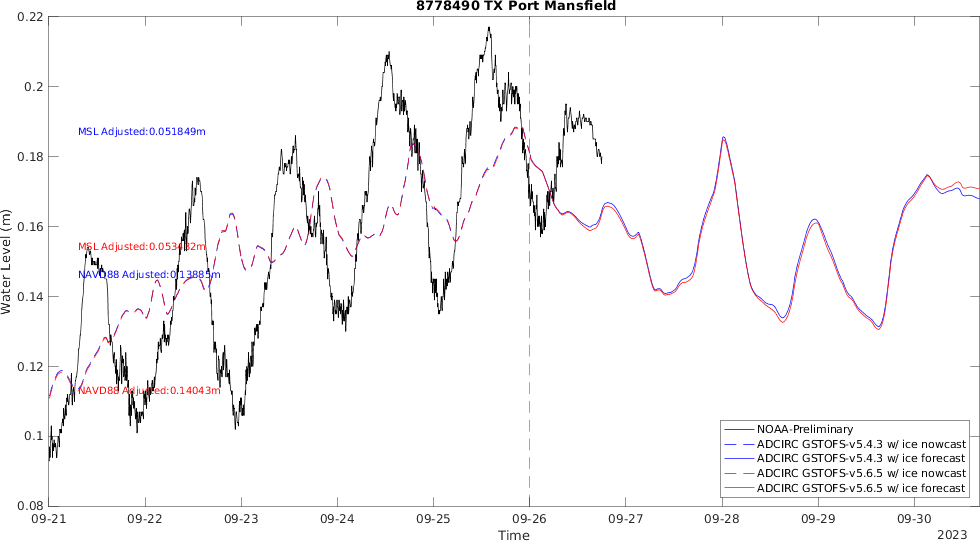 8778490 TX Port Mansfield
0.22
0.2
0.18
0.16
0.14
0.12
0.1
0.08
Water Level (m)
MSL Adjusted:0.051849m
MSL Adjusted:0.053432m
NAVD88 Adjusted:0.13885m
NAVD88 Adjusted:0.14043m
NOAA-Preliminary
ADCIRC GSTOFS-v5.4.3 w/ ice nowcast
ADCIRC GSTOFS-v5.4.3 w/ ice forecast
ADCIRC GSTOFS-v5.6.5 w/ ice nowcast
ADCIRC GSTOFS-v5.6.5 w/ ice forecast
09-21 09-22 09-23 09-24 09-25 09-26 09-27 09-28 09-29 09-30
Time
2023